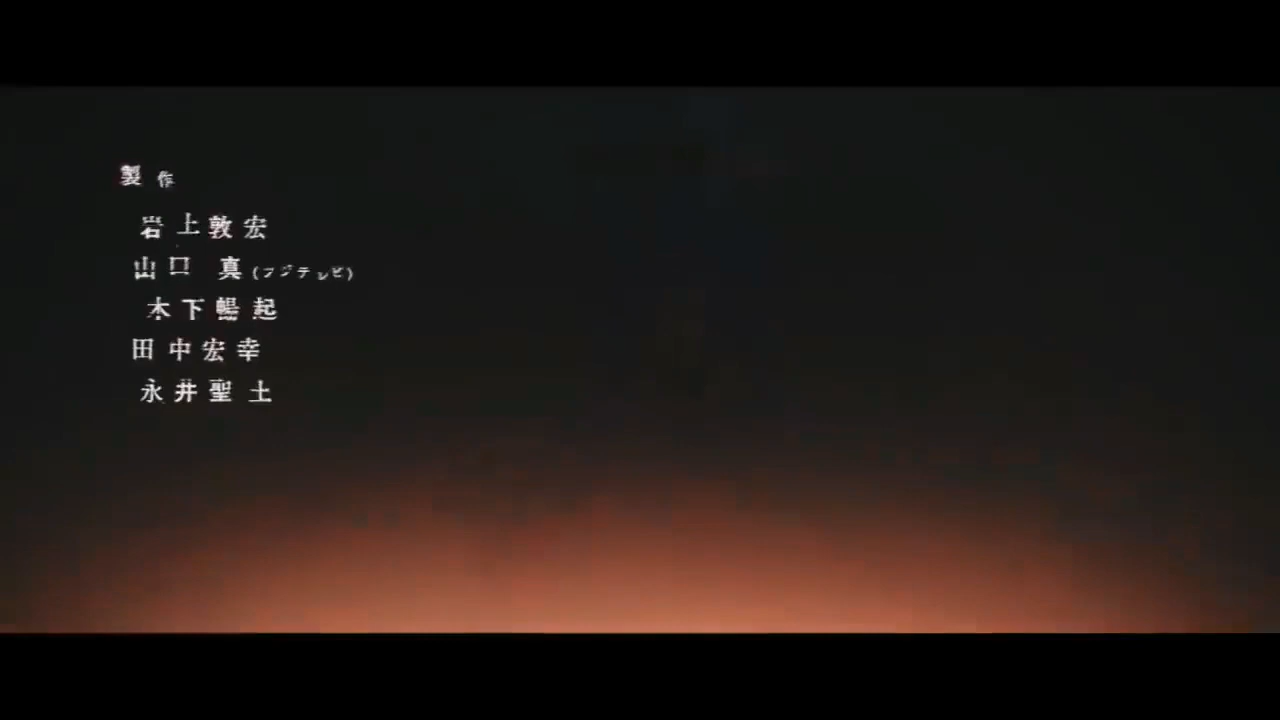 製作
岩上敦宏
山口 真(フジテレビ)
木下暢起
田中宏幸
永井聖士